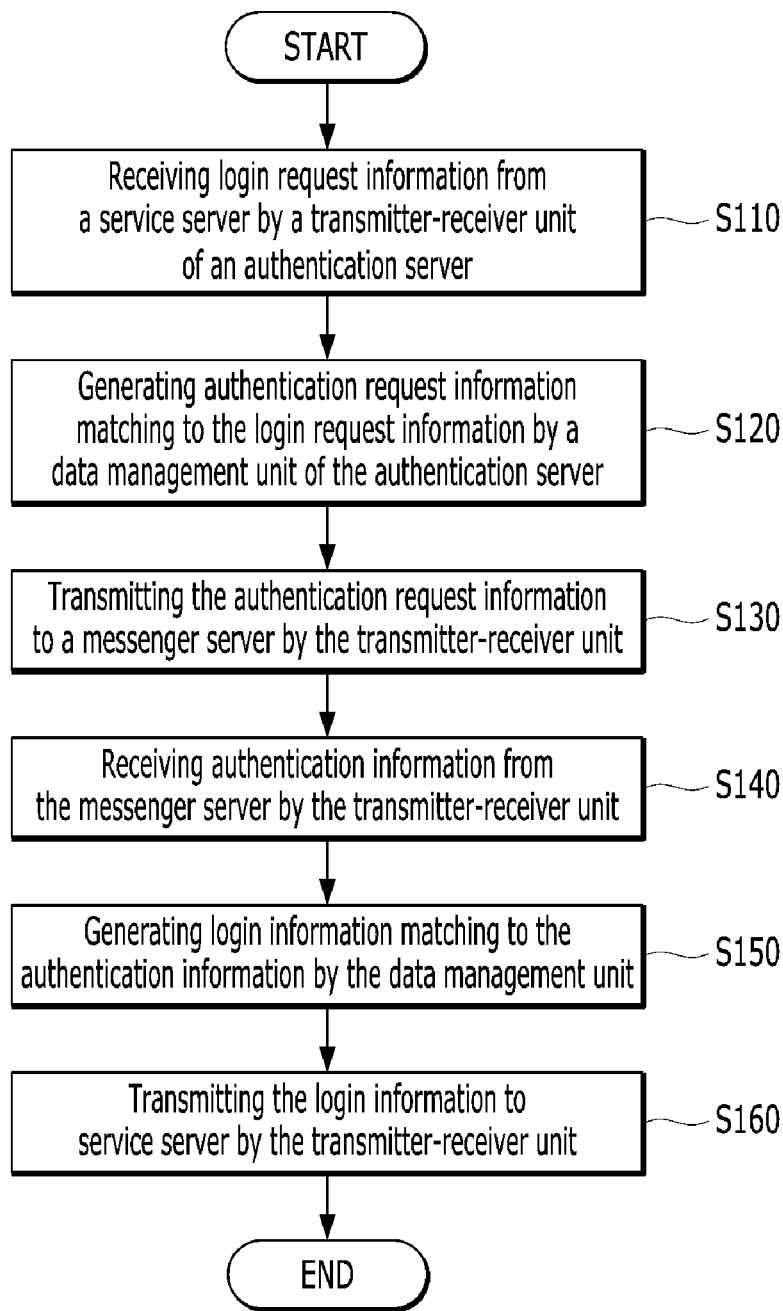 START
Receiving login request information from
a service server by a transmitter-receiver unit
of an authentication server
S110
Generating authentication request information
matching to the login request information by a
data management unit of the authentication server
S120
Transmitting the authentication request information
to a messenger server by the transmitter-receiver unit
S130
Receiving authentication information from
the messenger server by the transmitter-receiver unit
S140
Generating login information matching to the
authentication information by the data management unit
S150
Transmitting the login information to
service server by the transmitter-receiver unit
S160
END